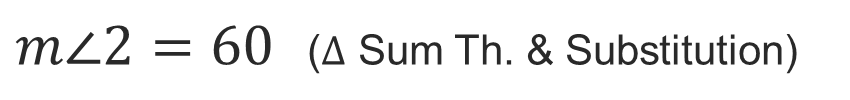 m∠2 = 60 (Δ Sum Th. & Substitution)